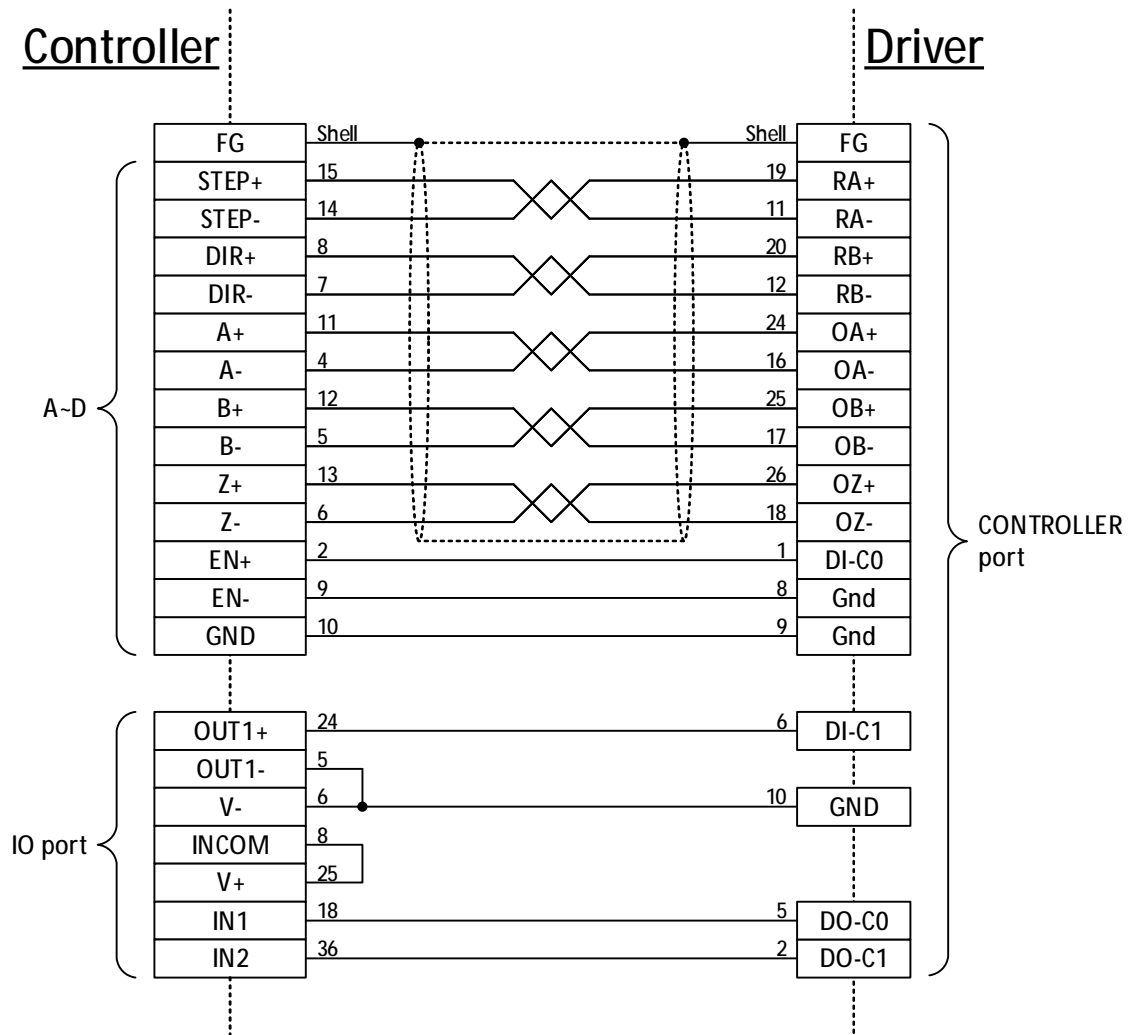 Controller Driver
FG Shell Shell FG
STEP+ 15 19 RA+
STEP- 14 11 RA-
DIR+ 8 20 RB+
DIR- 7 12 RB-
A+ 11 24 OA+
A- 4 16 OA-
A~D B+ 12 25 OB+
B- 5 17 OB-
Z+ 13 26 OZ+
Z- 6 18 OZ-
CONTROLLER
port
EN+ 2 1 DI-C0
EN- 9 8 Gnd
GND 10 9 Gnd
OUT1+ 24 6 DI-C1
OUT1- 5
V- 6 10 GND
IO port INCOM 8
V+ 25
IN1 18 5 DO-C0
IN2 36 2 DO-C1